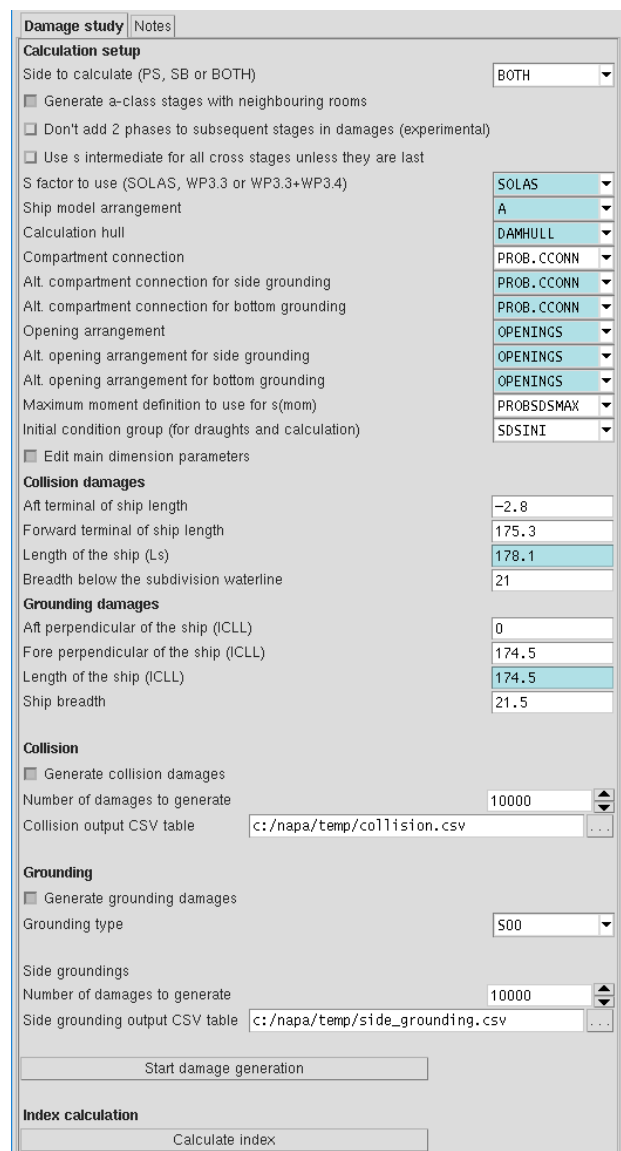 Damage study Notes
Calculation setup
Side to calculate (PS, SB or BOTH) BOTH
Generate a-class stages with neighbouring rooms
Don't add 2 phases to subsequent stages in damages (experimental)
Use s intermediate for all cross stages unless they are last
S factor to use (SOLAS, WP3.3 or WP3.3+WP3.4) SOLAS
Ship model arrangement A
Calculation hull DAMHULL
Compartment connection PROB.CCONN
Alt. compartment connection for side grounding PROB.CCONN
Alt. compartment connection for bottom grounding PROB.CCONN
Opening arrangement OPENINGS
Alt. opening arrangement for side grounding OPENINGS
Alt. opening arrangement for bottom grounding OPENINGS
Maximum moment definition to use for s(mom) PROBSDSMAX
Initial condition group (for draughts and calculation) SDSINI
Edit main dimension parameters
Collision damages
Aft terminal of ship length -2.8
Forward terminal of ship length 175.3
Length of the ship (Ls) 178.1
Breadth below the subdivision waterline 21
Grounding damages
Aft perpendicular of the ship (ICLL) 0
Fore perpendicular of the ship (ICLL) 174.5
Length of the ship (ICLL) 174.5
Ship breadth 21.5
Collision
Generate collision damages
Number of damages to generate 10000
Collision output CSV table c:/napa/temp/collision.csv ...
Grounding
Generate grounding damages
Grounding type S00
Side groundings
Number of damages to generate 10000
Side grounding output CSV table c:/napa/temp/side_grounding.csv ...
Start damage generation
Index calculation
Calculate index